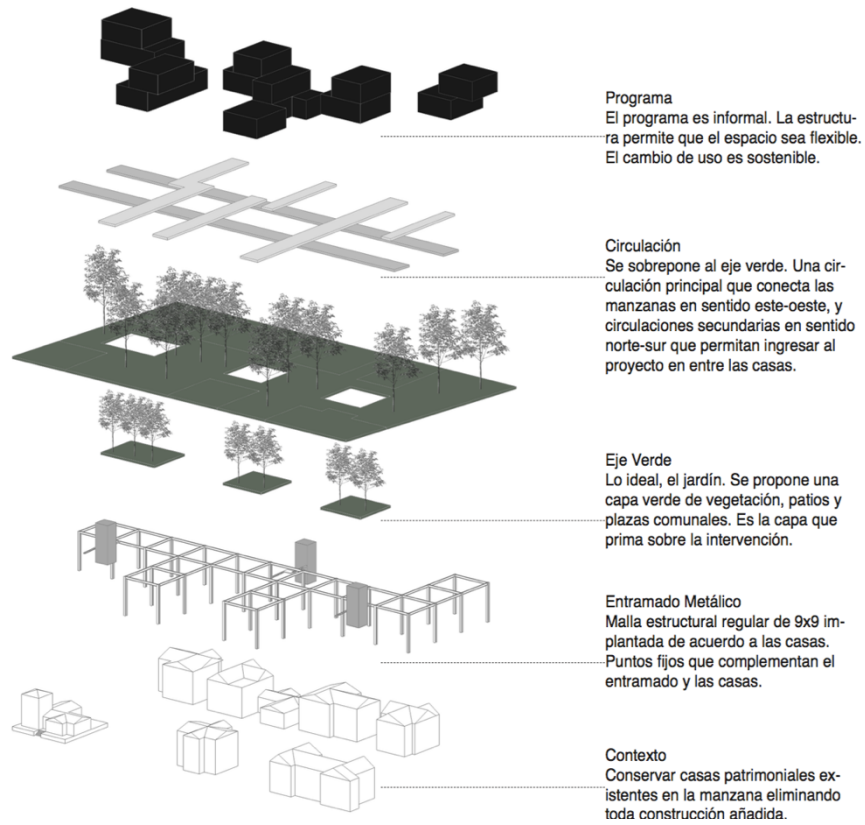 Programa
El programa es informal. La estructu-
ra permite que el espacio sea flexible.
El cambio de uso es sostenible.
Circulación
Se sobrepone al eje verde. Una cir-
culación principal que conecta las
manzanas en sentido este-oeste, y
circulaciones secundarias en sentido
norte-sur que permitan ingresar al
proyecto en entre las casas.
Eje Verde
Lo ideal, el jardín. Se propone una
capa verde de vegetación, patios y
plazas comunales. Es la capa que
prima sobre la intervención.
Entramado Metálico
Malla estructural regular de 9x9 im-
plantada de acuerdo a las casas.
Puntos fijos que complementan el
entramado y las casas.
Contexto
Conservar casas patrimoniales ex-
istentes en la manzana eliminando
toda construcción añadida.